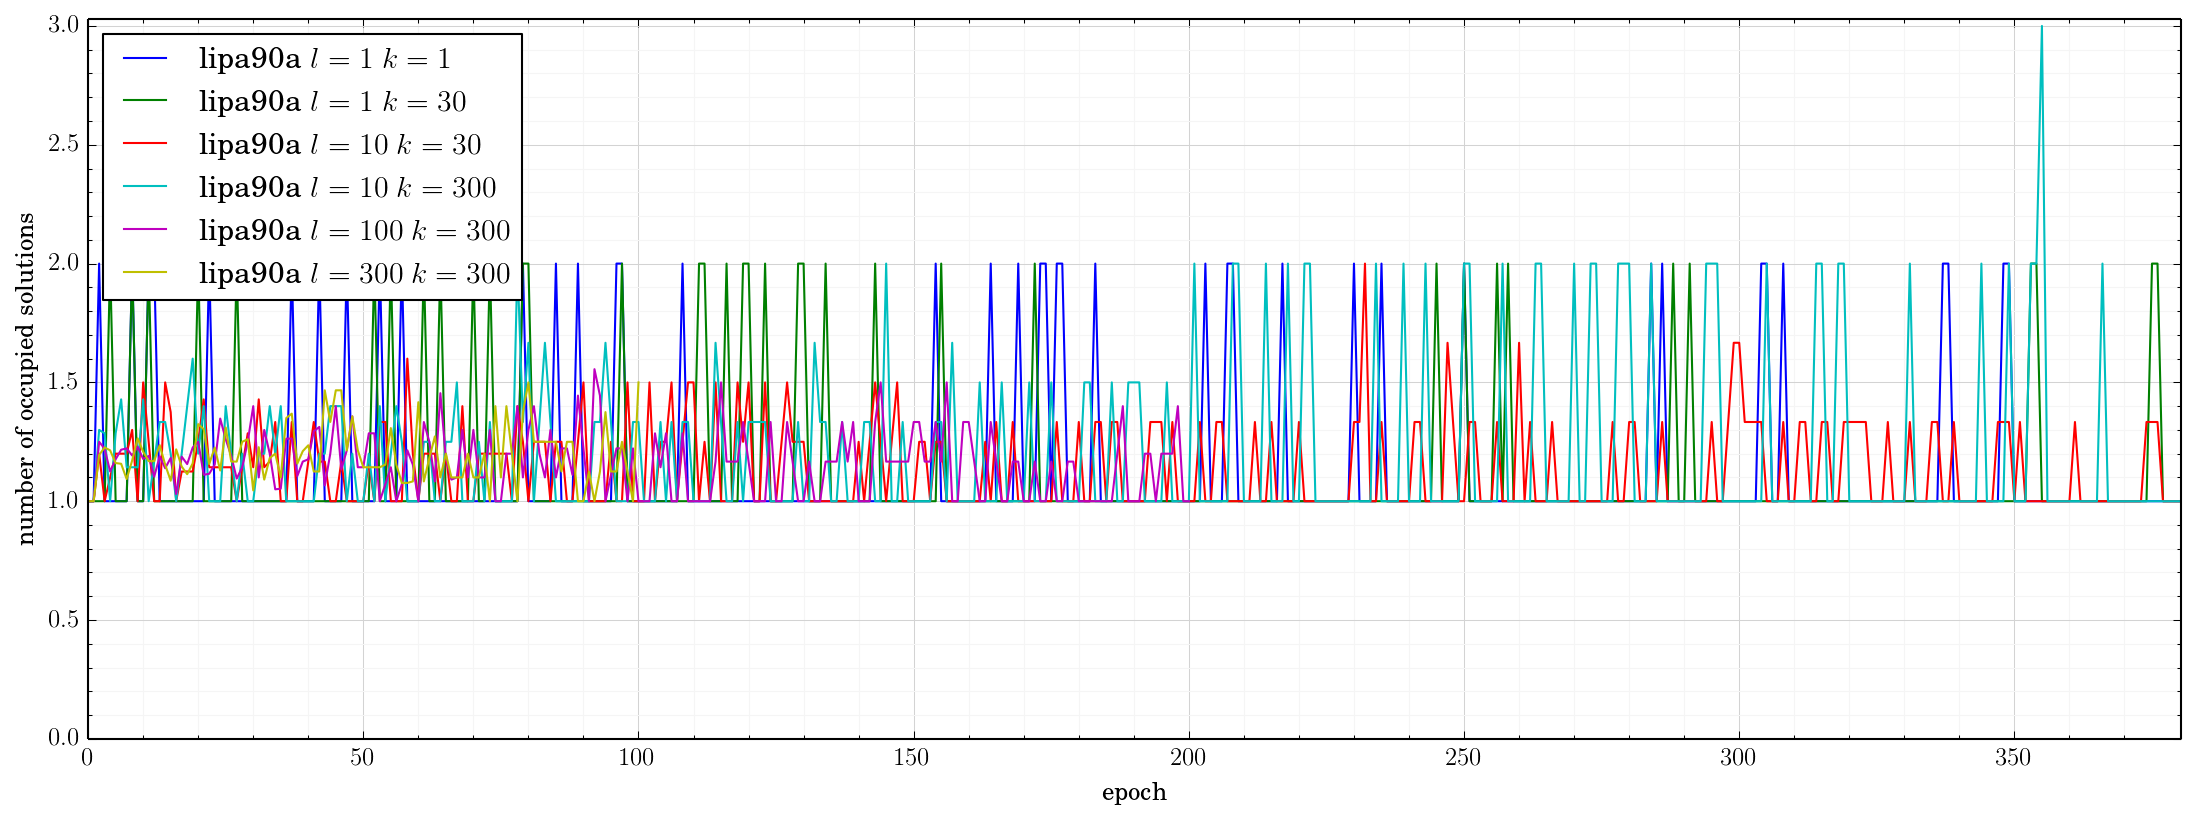 3.0
2.5
2.0
1.5
1.0
0.5
0.0
number of occupied solutions
lipa90a l = 1 k = 1
lipa90a l = 1 k = 30
lipa90a l = 10 k = 30
lipa90a l = 10 k = 300
lipa90a l = 100 k = 300
lipa90a l = 300 k = 300
0 50 100 150 200 250 300 350
epoch